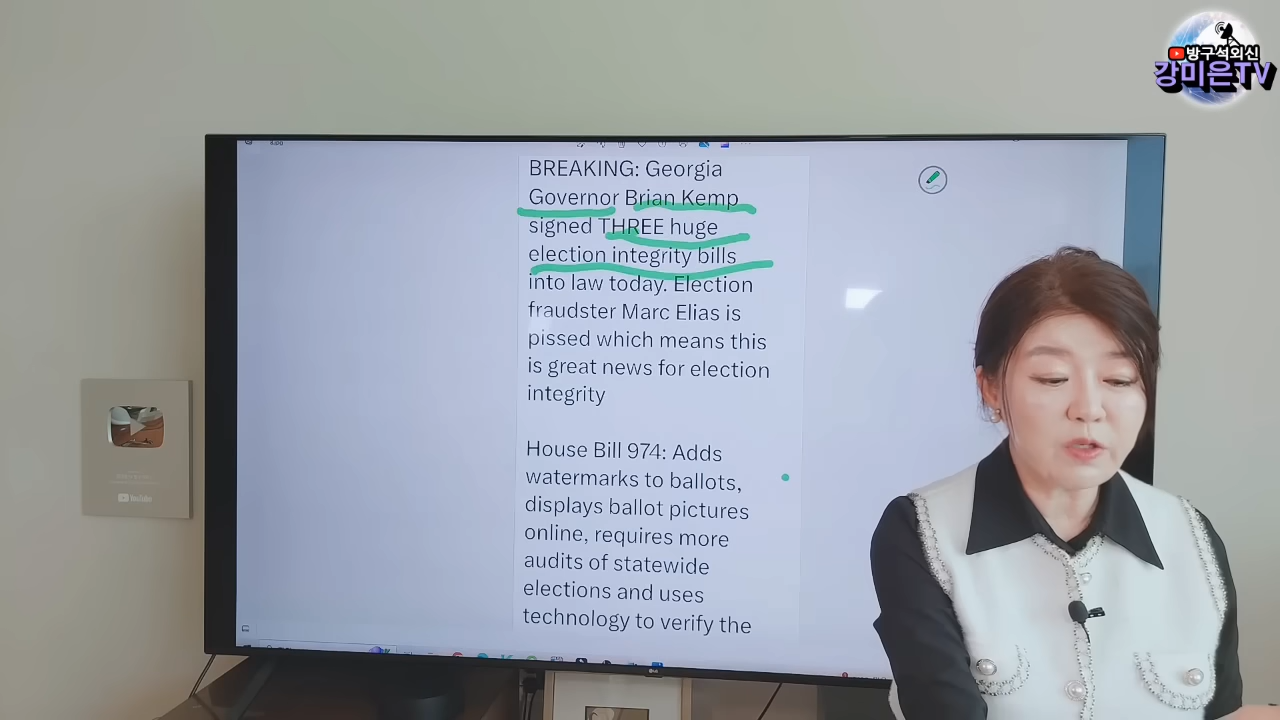 방구석외신
강미은TV
BREAKING: Georgia
Governor Brian Kemp
signed THREE huge
election integrity bills
into law today. Election
fraudster Marc Elias is
pissed which means this
is great news for election
integrity
House Bill 974: Adds
watermarks to ballots,
displays ballot pictures
online, requires more
audits of statewide
elections and uses
technology to verify the
YouTube